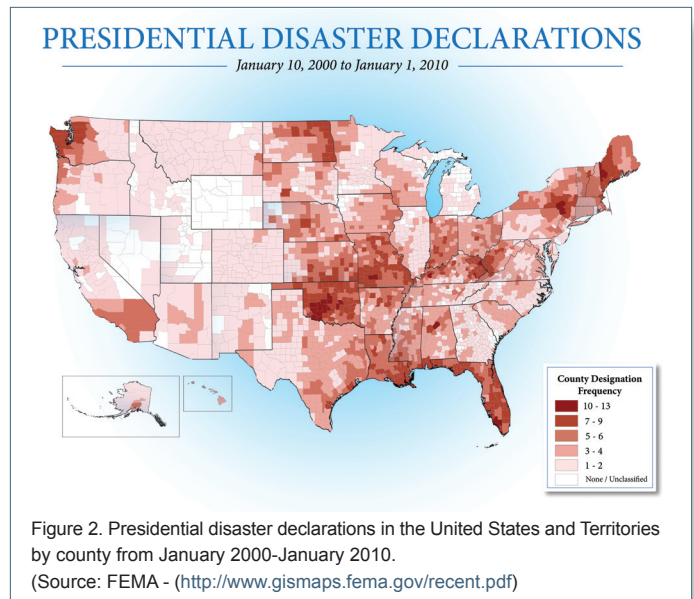 PRESIDENTIAL DISASTER DECLARATIONS
January 10, 2000 to January 1, 2010
County Designation
Frequency
10 - 13
7 - 9
5 - 6
3 - 4
1 - 2
None / Unclassified
Figure 2. Presidential disaster declarations in the United States and Territories
by county from January 2000-January 2010.
(Source: FEMA - (http://www.gismaps.fema.gov/recent.pdf)